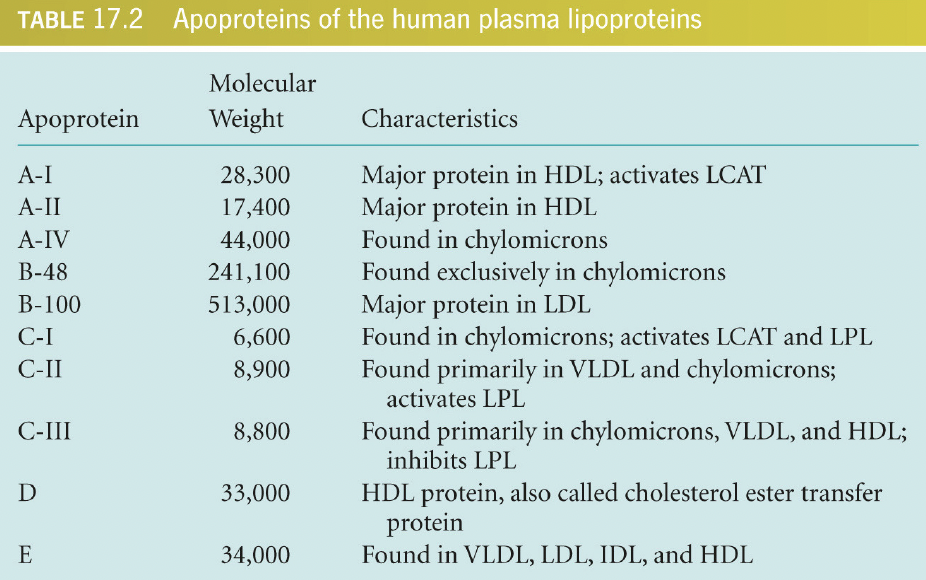 TABLE 17.2 Apoproteins of the human plasma lipoproteins
Molecular
Apoprotein Weight Characteristics
A-I 28,300 Major protein in HDL; activates LCAT
A-II 17,400 Major protein in HDL
A-IV 44,000 Found in chylomicrons
B-48 241,100 Found exclusively in chylomicrons
B-100 513,000 Major protein in LDL
C-I 6,600 Found in chylomicrons; activates LCAT and LPL
C-II 8,900 Found primarily in VLDL and chylomicrons;
activates LPL
C-III 8,800 Found primarily in chylomicrons, VLDL, and HDL;
inhibits LPL
D 33,000 HDL protein, also called cholesterol ester transfer
protein
E 34,000 Found in VLDL, LDL, IDL, and HDL